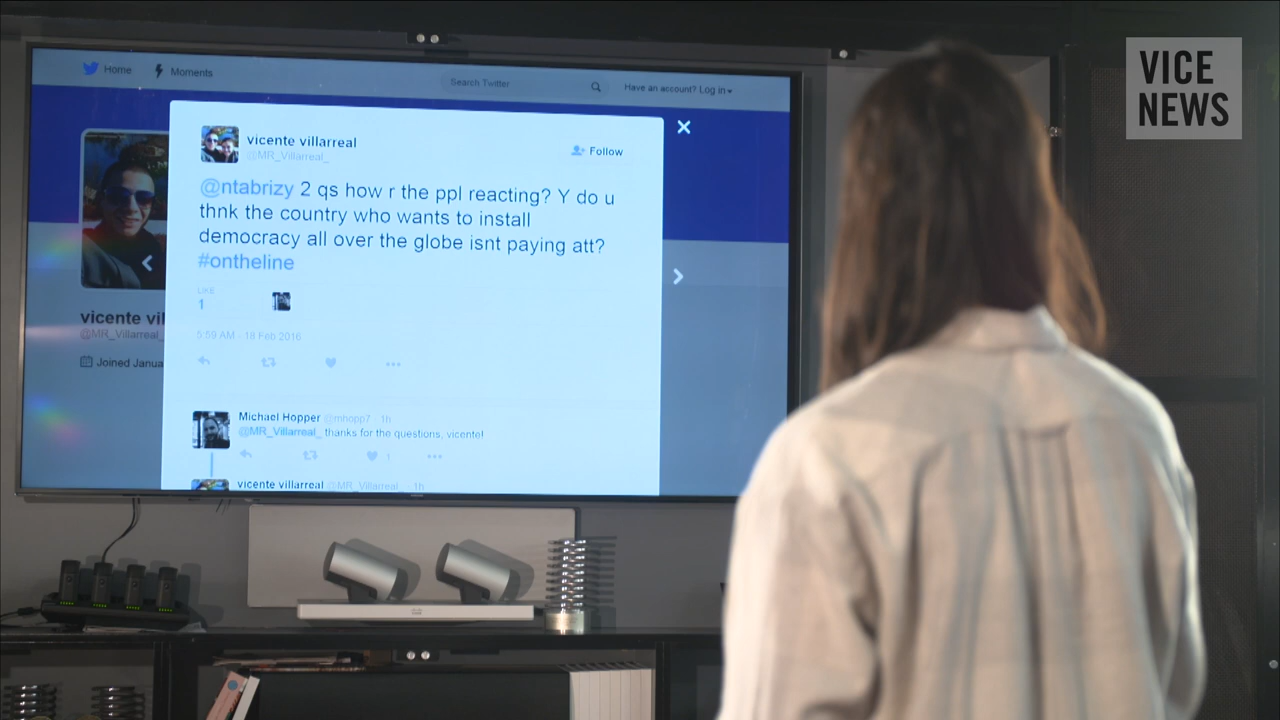 VICE
NEWS
Home
Moments
Search Twitter
Have an account? Log in
vicente villarreal
@MR_Villarreal_
Follow
@ntabrizy 2 qs how r the ppl reacting? Y do u
thnk the country who wants to install
democracy all over the globe isnt paying att?
#ontheline
LIKE
1
5:59 AM - 18 Feb 2016
vicente vil
@MR_Villarreal_
Joined Janua
Michael Hopper @mhopp7 · 1h
@MR_Villarreal_ thanks for the questions, vicente!
1
vicente villarreal @MR_Villarreal_ · 1h